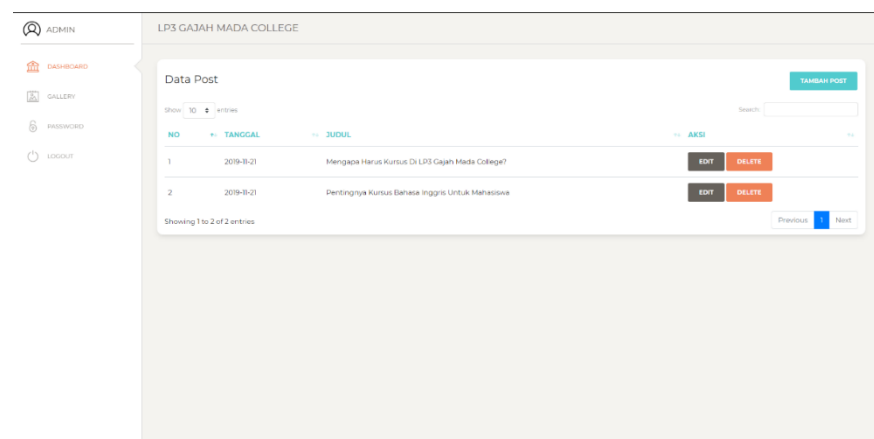 ADMIN
LP3 GAJAH MADA COLLEGE
DASHBOARD
GALLERY
PASSWORD
LOGOUT
Data Post
TAMBAH POST
Show 10 entries
Search:
NO TANGGAL JUDUL AKSI
1 2019-11-21 Mengapa Harus Kursus Di LP3 Gajah Mada College? EDIT DELETE
2 2019-11-21 Pentingnya Kursus Bahasa Inggris Untuk Mahasiswa EDIT DELETE
Showing 1 to 2 of 2 entries
Previous 1 Next